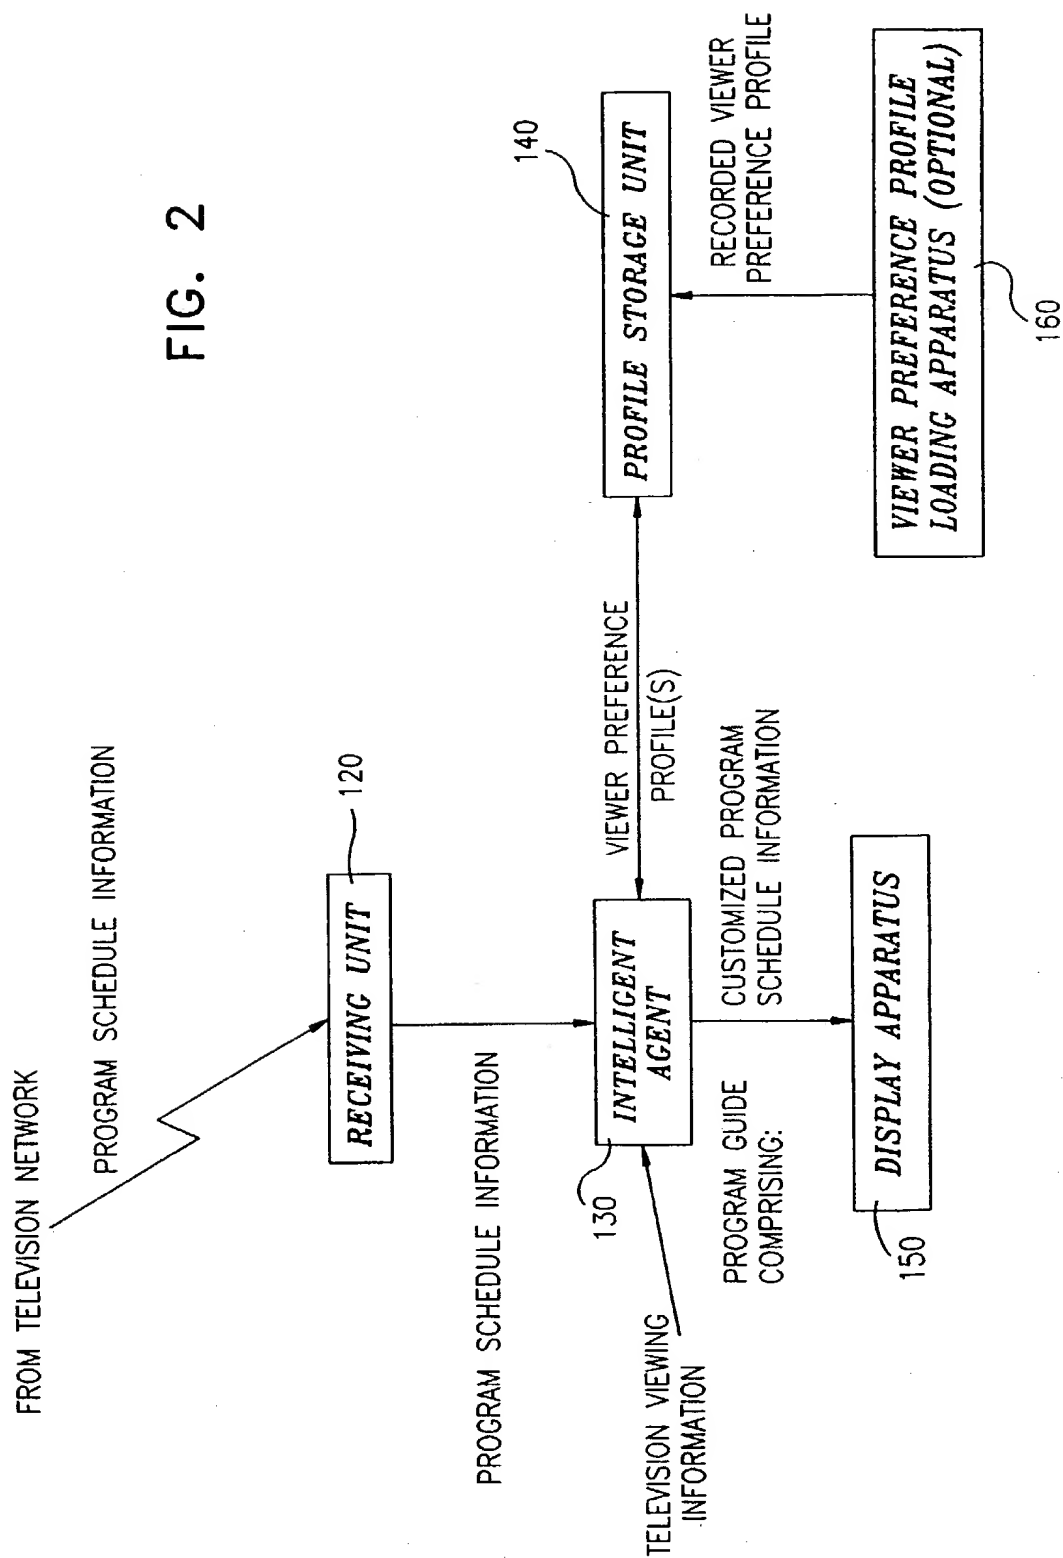 FIG. 2
FROM TELEVISION NETWORK
PROGRAM SCHEDULE INFORMATION
120
RECEIVING UNIT
PROGRAM SCHEDULE INFORMATION
TELEVISION VIEWING
INFORMATION
130
INTELLIGENT
AGENT
VIEWER PREFERENCE
PROFILE(S)
140
PROFILE STORAGE UNIT
PROGRAM GUIDE
COMPRISING:
CUSTOMIZED PROGRAM
SCHEDULE INFORMATION
RECORDED VIEWER
PREFERENCE PROFILE
150
DISPLAY APPARATUS
VIEWER PREFERENCE PROFILE
LOADING APPARATUS (OPTIONAL)
160